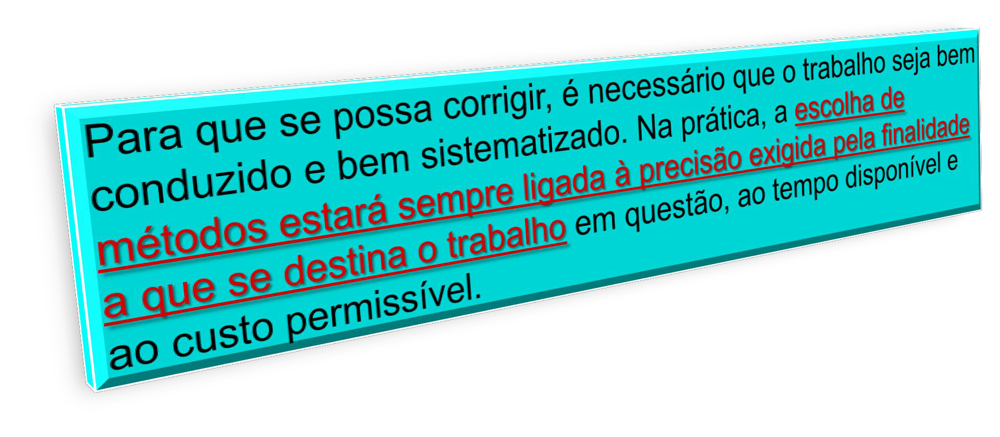 Para que se possa corrigir, é necessário que o trabalho seja bem
conduzido e bem sistematizado. Na prática, a escolha de
métodos estará sempre ligada à precisão exigida pela finalidade
a que se destina o trabalho em questão, ao tempo disponível e
ao custo permissível.